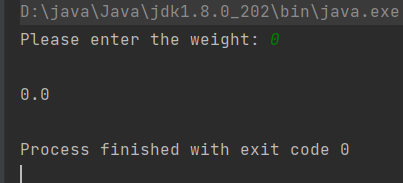 D:\java\Java\jdk1.8.0_202\bin\java.exe
Please enter the weight: 0
0.0
Process finished with exit code 0